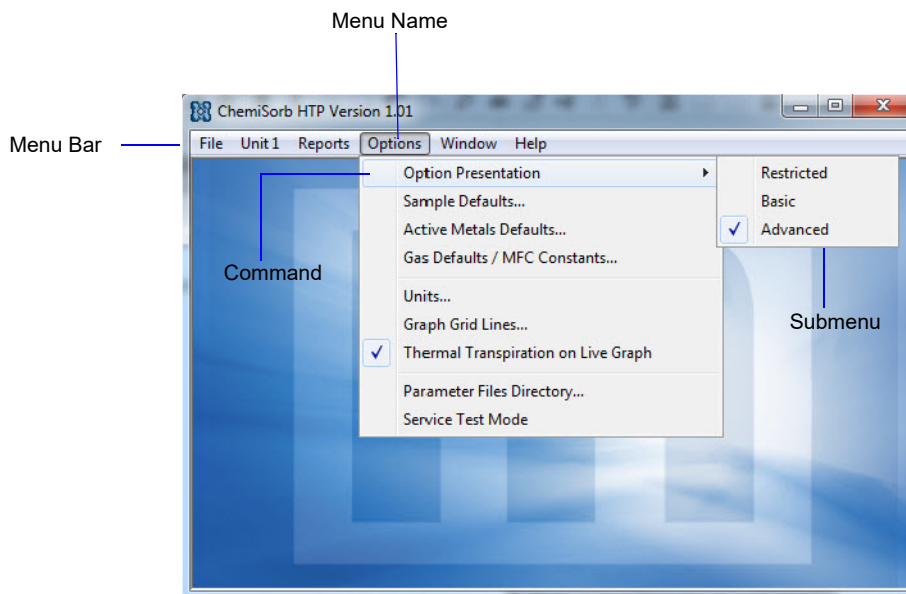 Menu Name
ChemiSorb HTP Version 1.01
Menu Bar
File Unit 1 Reports Options Window Help
Option Presentation
Sample Defaults...
Active Metals Defaults...
Gas Defaults / MFC Constants...
Units...
Graph Grid Lines...
Thermal Transpiration on Live Graph
Parameter Files Directory...
Service Test Mode
Restricted
Basic
Advanced
Command
Submenu